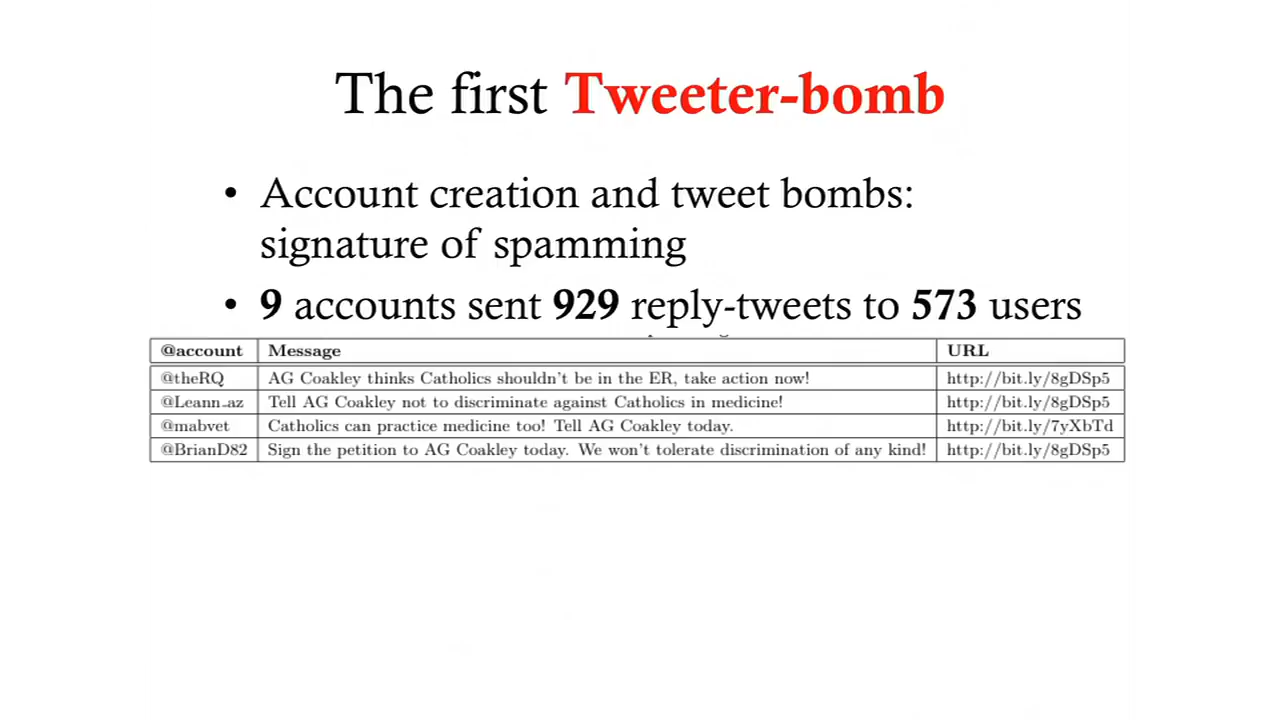 The first Tweeter-bomb
• Account creation and tweet bombs:
signature of spamming
• 9 accounts sent 929 reply-tweets to 573 users
@account Message URL
@theRQ AG Coakley thinks Catholics shouldn't be in the ER, take action now! http://bit.ly/8gDSp5
@Leann_az Tell AG Coakley not to discriminate against Catholics in medicine! http://bit.ly/8gDSp5
@mabvet Catholics can practice medicine too! Tell AG Coakley today. http://bit.ly/7yXbTd
@BrianD82 Sign the petition to AG Coakley today. We won't tolerate discrimination of any kind! http://bit.ly/8gDSp5